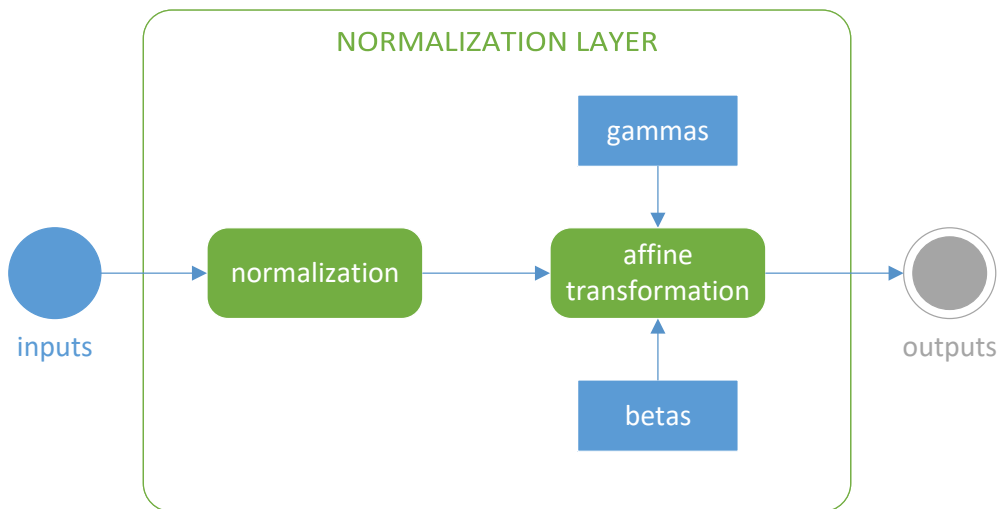 NORMALIZATION LAYER
gammas
inputs
normalization
affine
transformation
outputs
betas